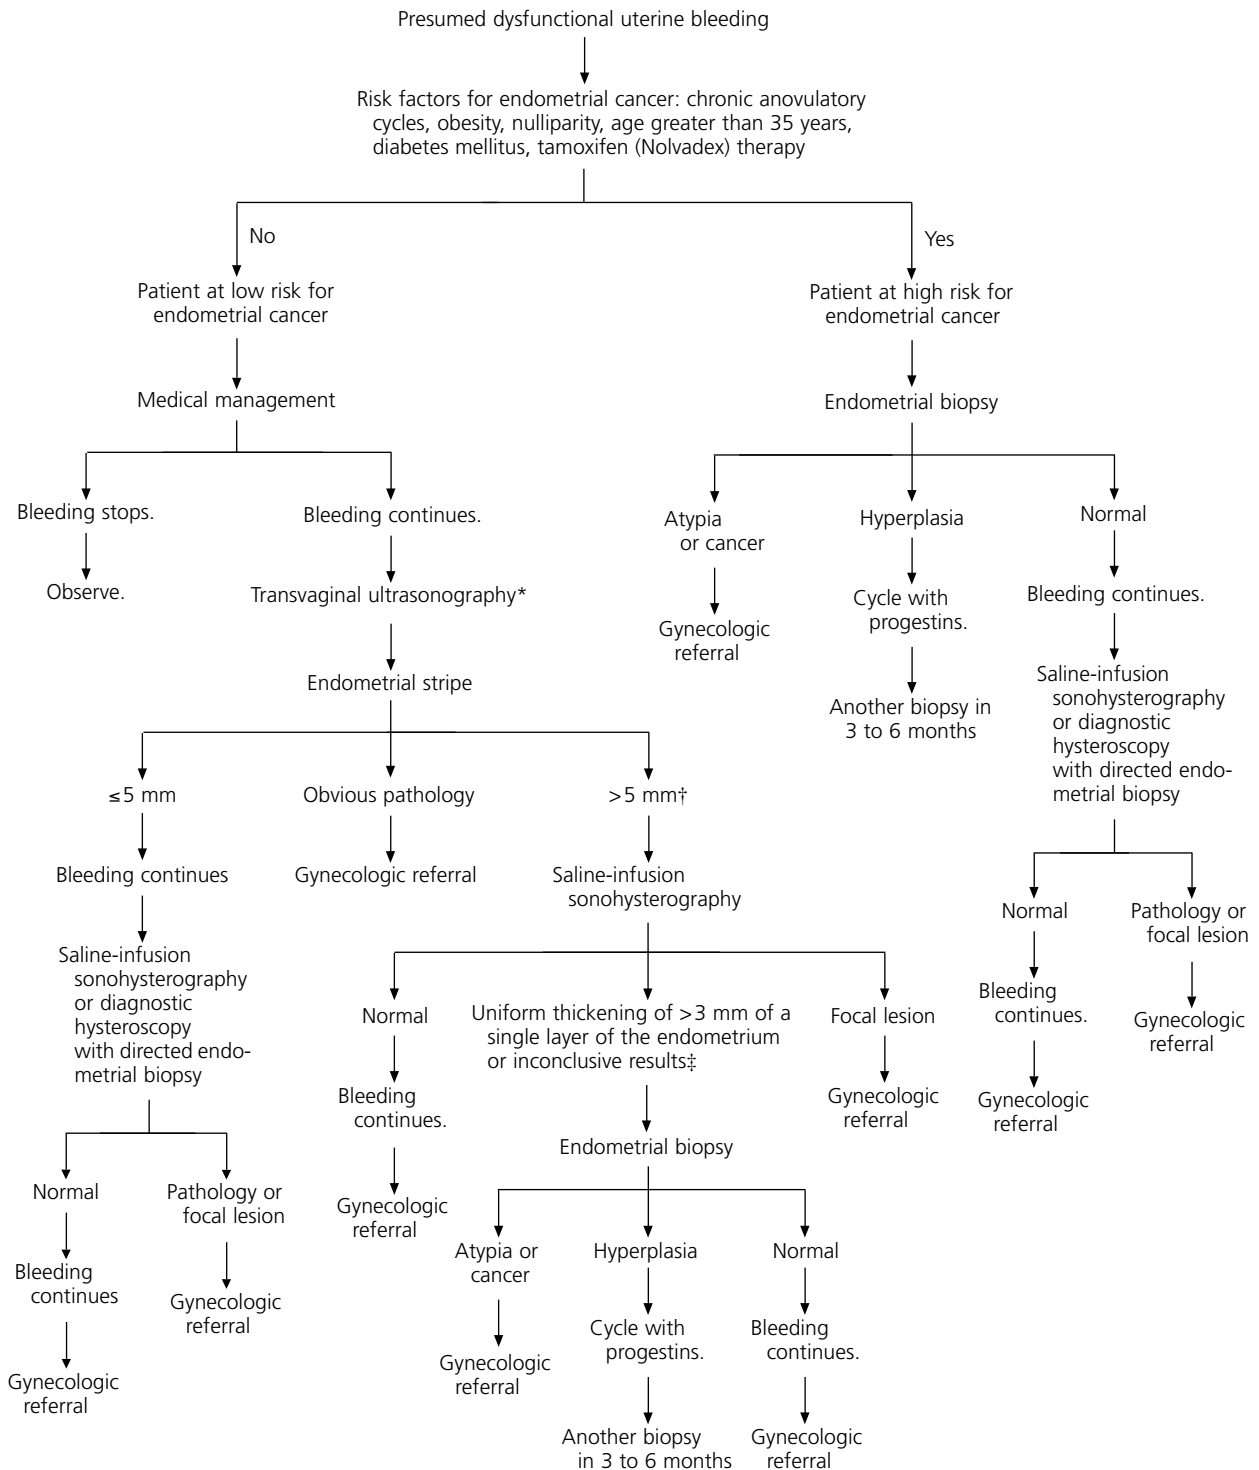 Presumed dysfunctional uterine bleeding
Risk factors for endometrial cancer: chronic anovulatory
cycles, obesity, nulliparity, age greater than 35 years,
diabetes mellitus, tamoxifen (Nolvadex) therapy
No
Yes
Patient at low risk for
endometrial cancer
Patient at high risk for
endometrial cancer
Medical management
Endometrial biopsy
Bleeding stops.
Bleeding continues.
Atypia
or cancer
Hyperplasia
Normal
Observe.
Transvaginal ultrasonography*
Gynecologic
referral
Cycle with
progestins.
Bleeding continues.
Endometrial stripe
Another biopsy in
3 to 6 months
Saline-infusion
sonohysterography
or diagnostic
hysteroscopy
with directed endo-
metrial biopsy
≤5 mm
Obvious pathology
>5 mm†
Bleeding continues
Gynecologic referral
Saline-infusion
sonohysterography
Normal
Pathology or
focal lesion
Bleeding
continues.
Gynecologic
referral
Gynecologic
referral
Saline-infusion
sonohysterography
or diagnostic
hysteroscopy
with directed endo-
metrial biopsy
Normal
Uniform thickening of >3 mm of a
single layer of the endometrium
or inconclusive results‡
Focal lesion
Bleeding
continues.
Gynecologic
referral
Endometrial biopsy
Gynecologic
referral
Normal
Pathology or
focal lesion
Bleeding
continues
Gynecologic
referral
Gynecologic
referral
Atypia or
cancer
Hyperplasia
Normal
Gynecologic
referral
Cycle with
progestins.
Bleeding
continues.
Another biopsy
in 3 to 6 months
Gynecologic
referral